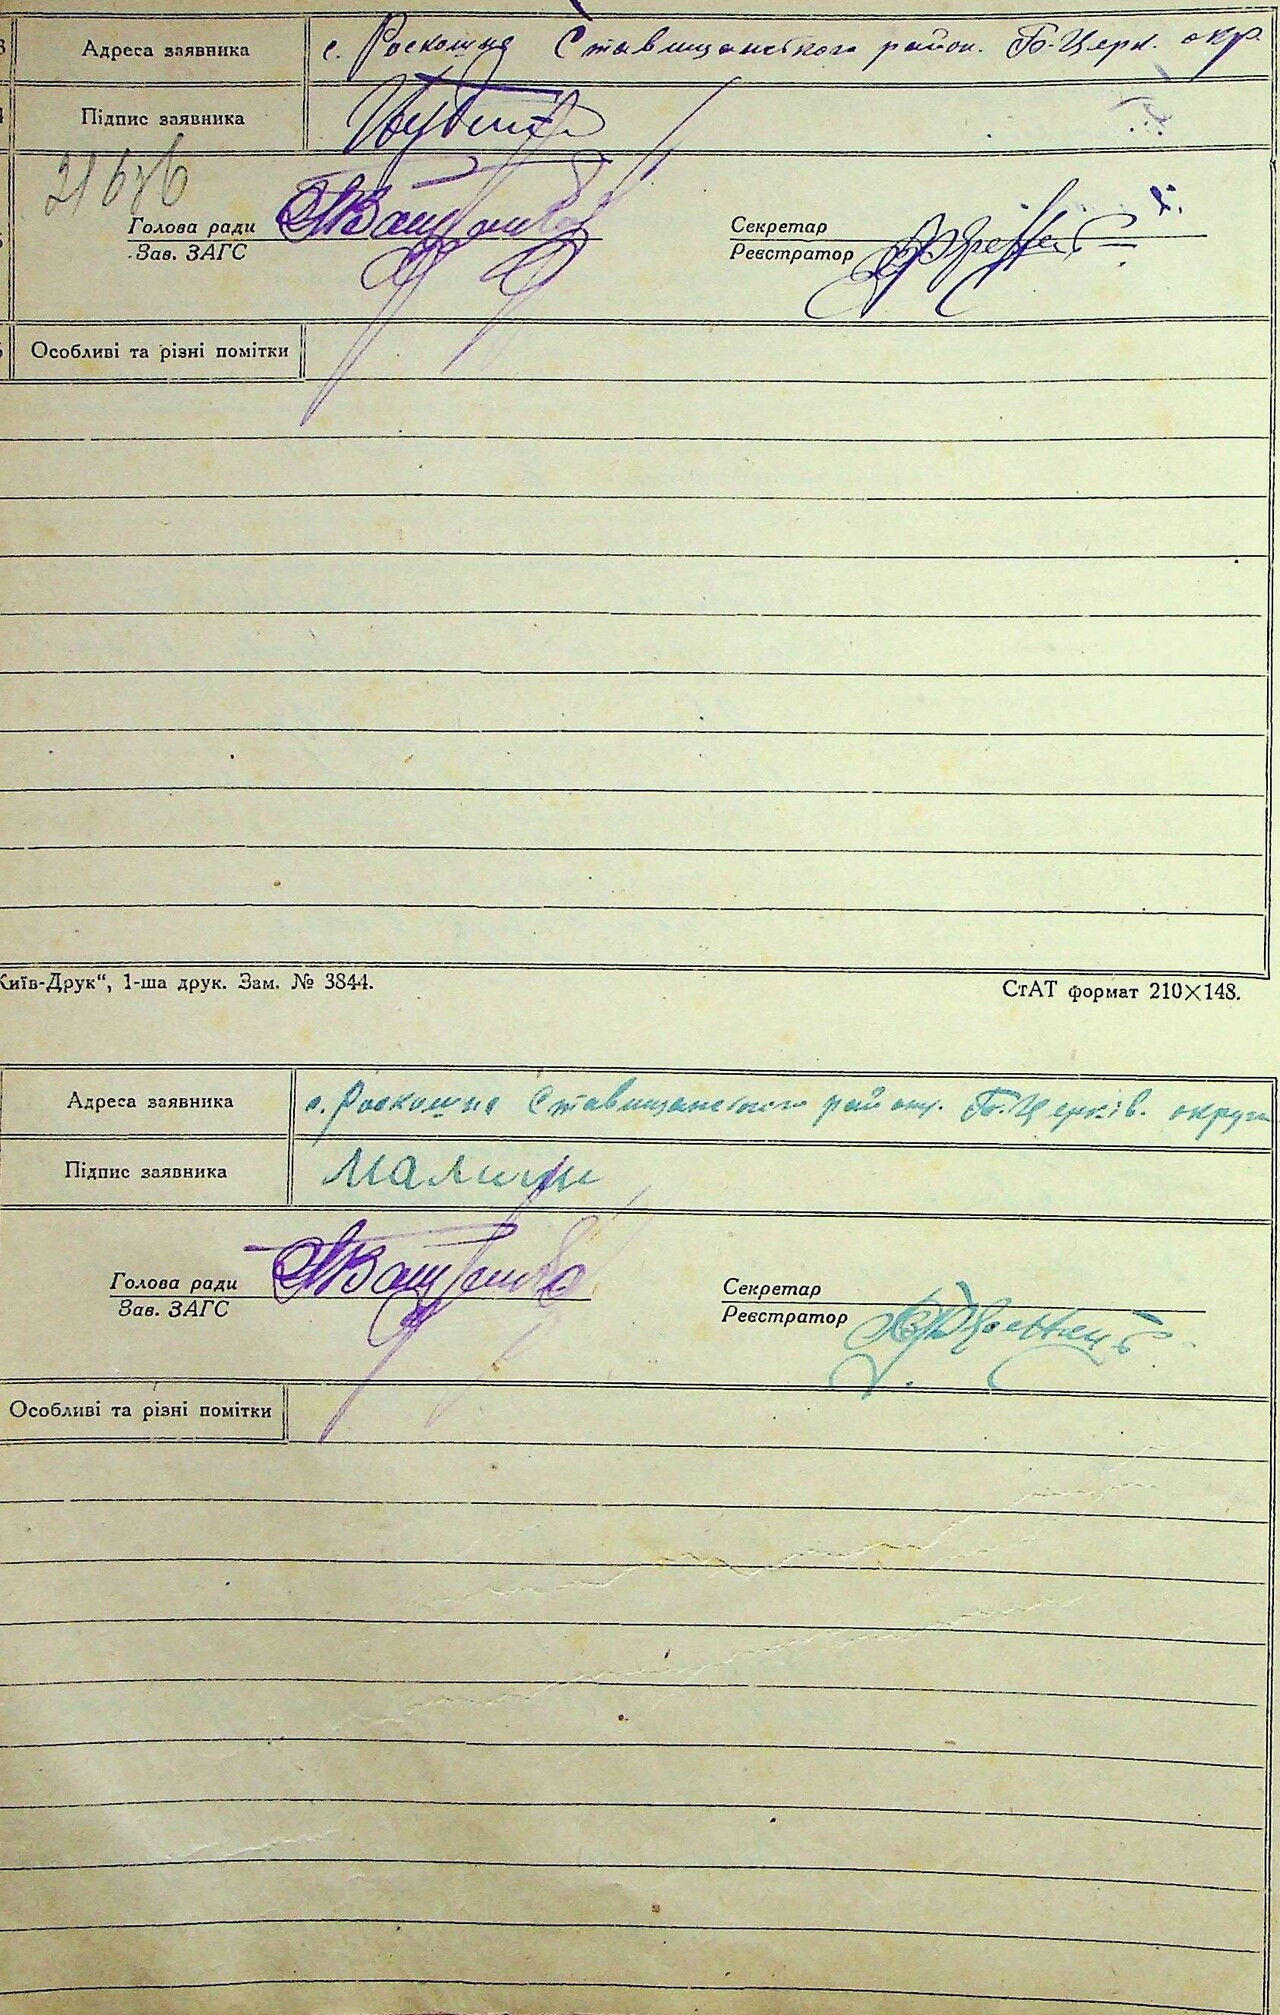 Адреса заявника с. Роскошна Ставищанського район. Б-Церк. окр.
Підпис заявника
Голова ради
Зав. ЗАГС
Секретар
Реєстратор
Особливі та різні помітки
Київ-Друк“, 1-ша друк. Зам. № 3844.
СтАТ формат 210×148.
Адреса заявника с. Роскошна Ставищанського району. Б-Церків. округи
Підпис заявника
Голова ради
Зав. ЗАГС
Секретар
Реєстратор
Особливі та різні помітки